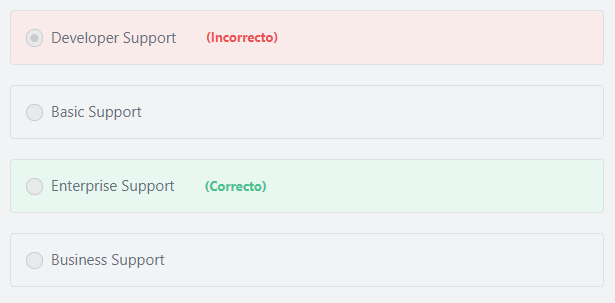 Developer Support (Incorrecto)
Basic Support
Enterprise Support (Correcto)
Business Support